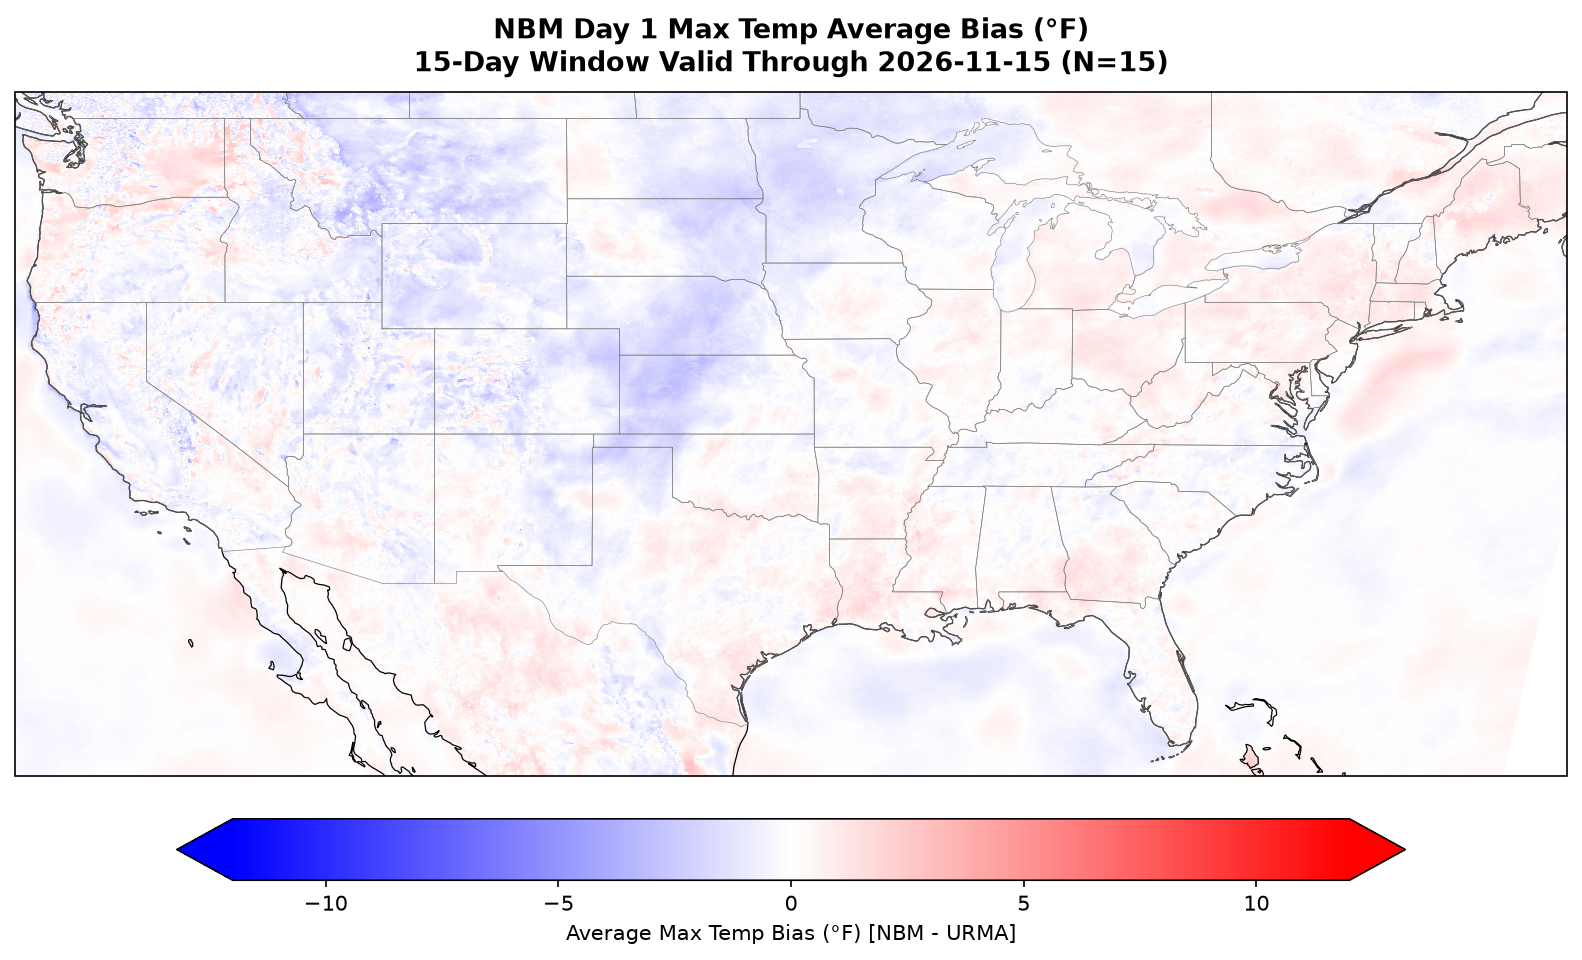 NBM Day 1 Max Temp Average Bias (°F)
15-Day Window Valid Through 2026-11-15 (N=15)
−10 −5 0 5 10
Average Max Temp Bias (°F) [NBM - URMA]